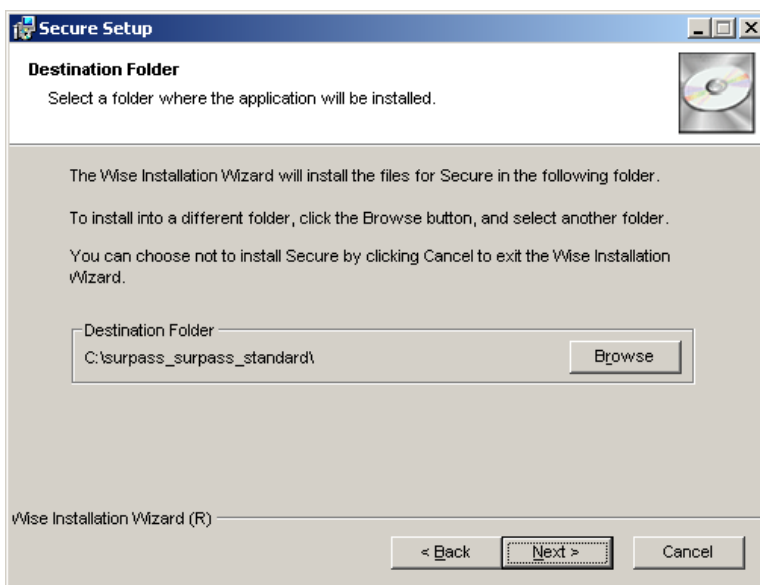 Secure Setup
Destination Folder
Select a folder where the application will be installed.
The Wise Installation Wizard will install the files for Secure in the following folder.
To install into a different folder, click the Browse button, and select another folder.
You can choose not to install Secure by clicking Cancel to exit the Wise Installation
Wizard.
Destination Folder
C:\surpass_surpass_standard\
Browse
Wise Installation Wizard (R)
< Back
Next >
Cancel